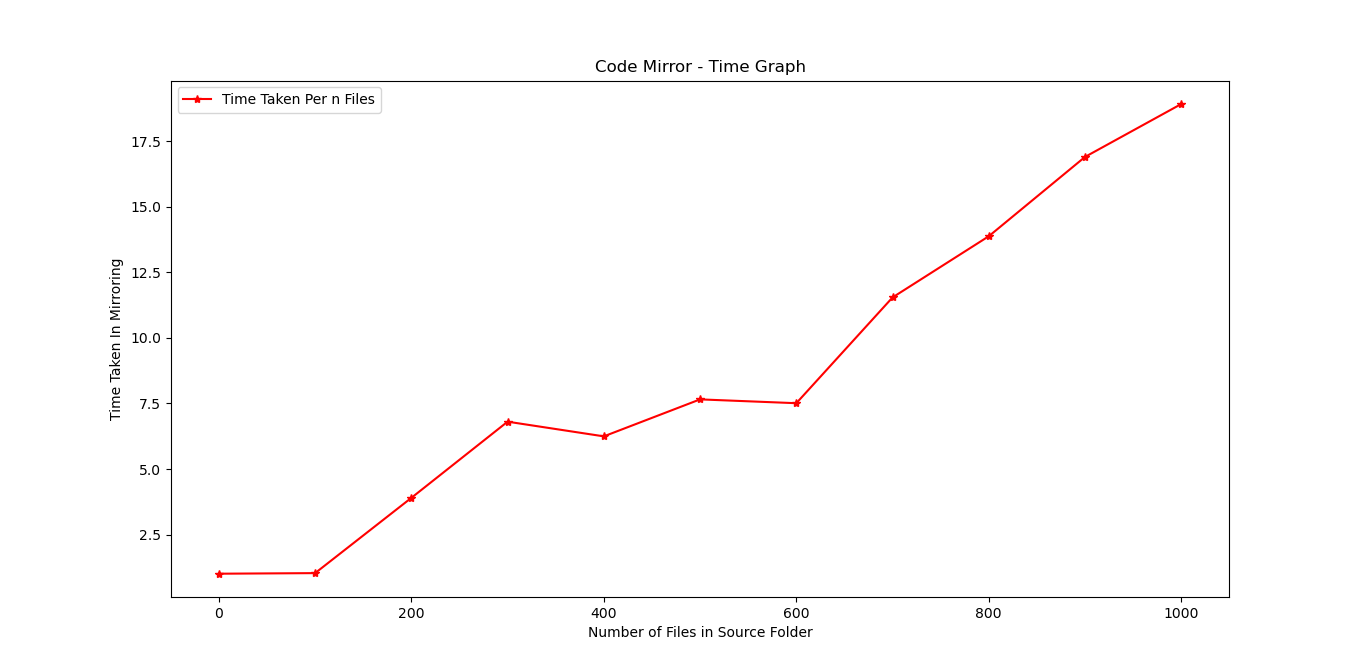 Code Mirror - Time Graph
Time Taken Per n Files
17.5
15.0
12.5
10.0
7.5
5.0
2.5
Time Taken In Mirroring
0 200 400 600 800 1000
Number of Files in Source Folder